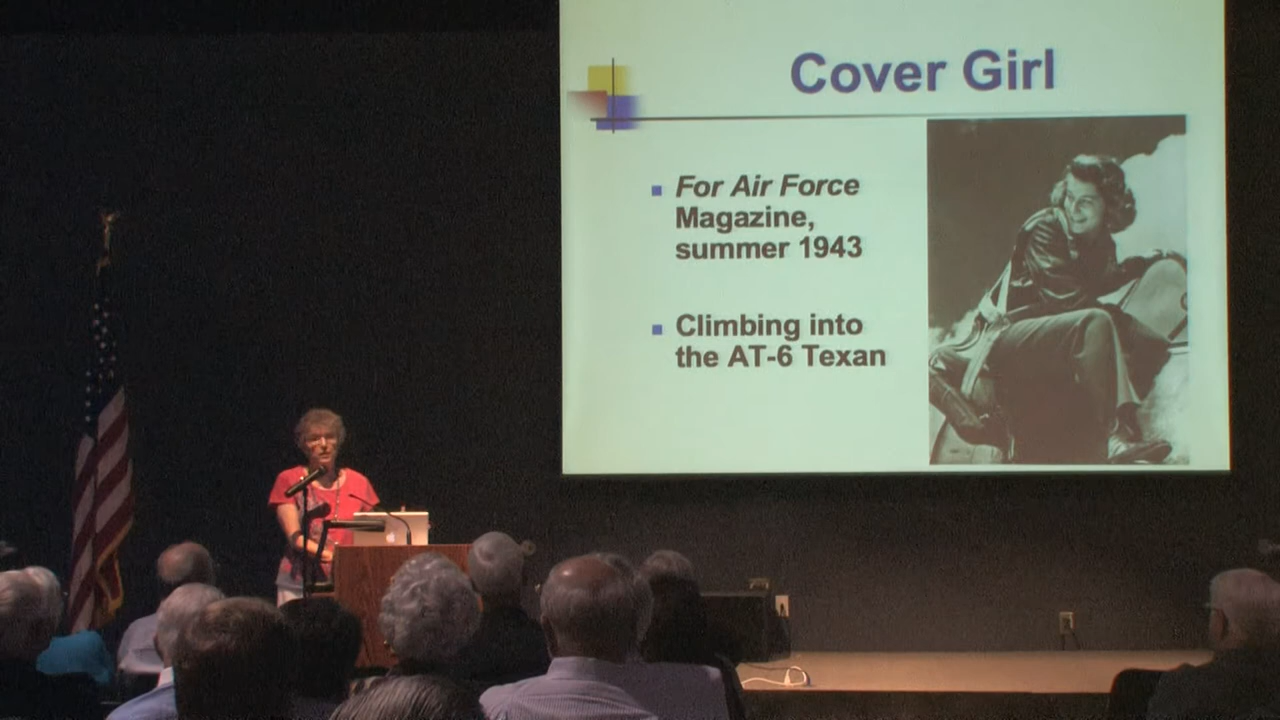 Cover Girl
For Air Force
Magazine,
summer 1943
Climbing into
the AT-6 Texan